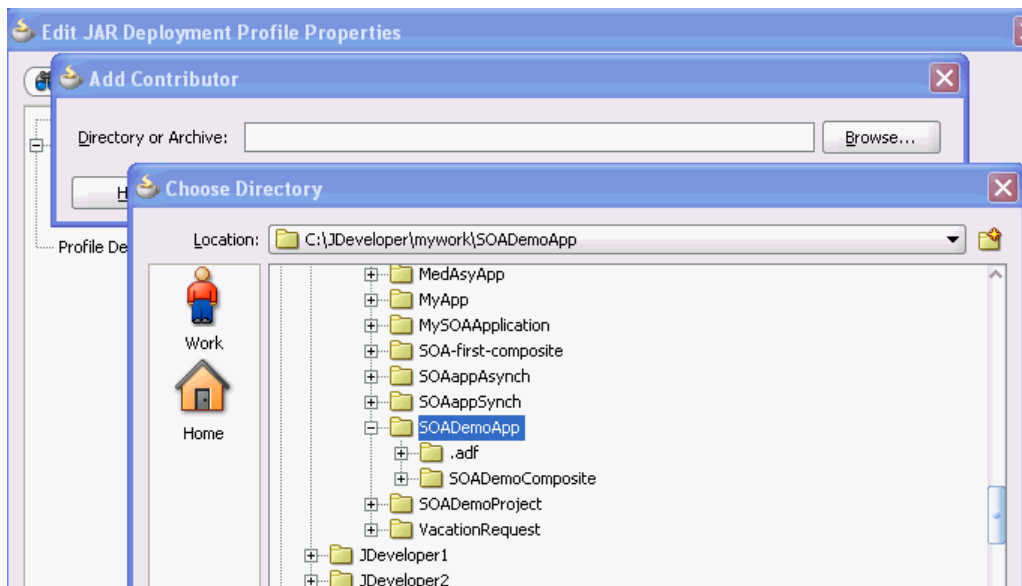 Edit JAR Deployment Profile Properties
Add Contributor
Directory or Archive:
Browse...
H
Choose Directory
Profile De
Location: C:\JDeveloper\mywork\SOADemoApp
Work
Home
MedAsyApp
MyApp
MySOAApplication
SOA-first-composite
SOAappAsynch
SOAappSynch
SOADemoApp
.adf
SOADemoComposite
SOADemoProject
VacationRequest
JDeveloper1
JDeveloper2